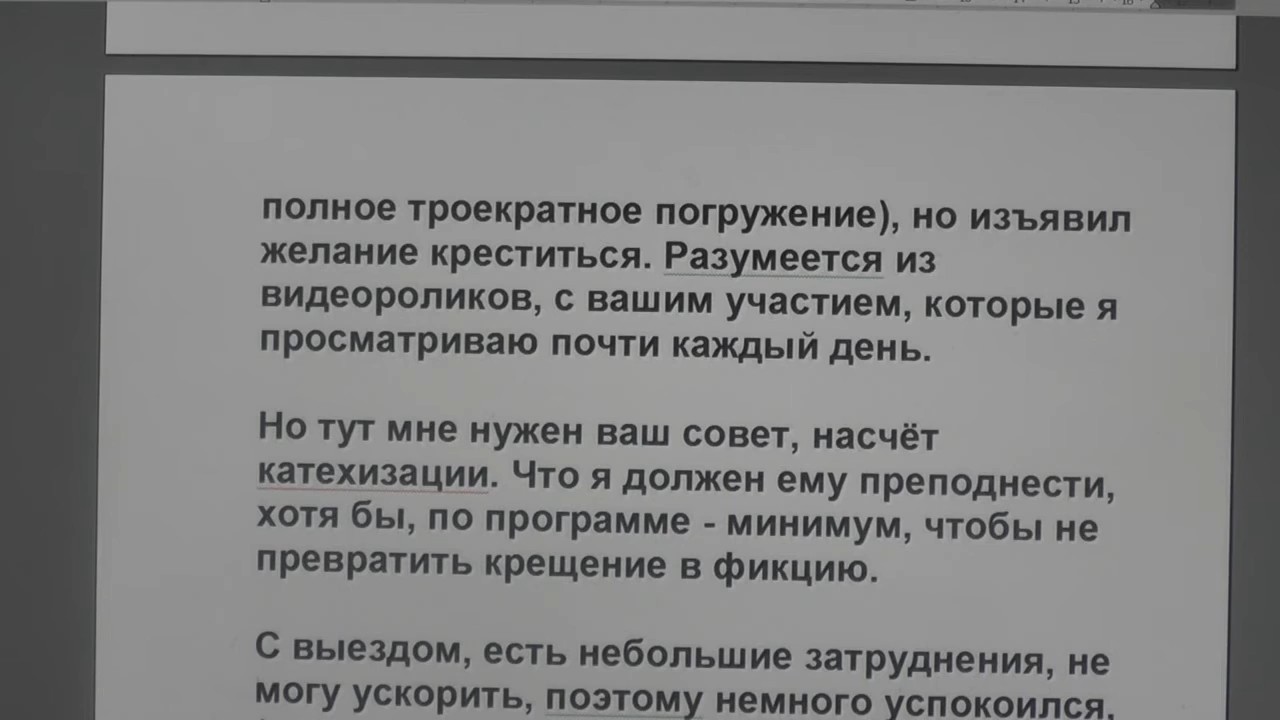 полное троекратное погружение), но изъявил
желание креститься. Разумеется из
видеороликов, с вашим участием, которые я
просматриваю почти каждый день.
Но тут мне нужен ваш совет, насчёт
катехизации. Что я должен ему преподнести,
хотя бы, по программе - минимум, чтобы не
превратить крещение в фикцию.
С выездом, есть небольшие затруднения, не
могу ускорить, поэтому немного успокоился,